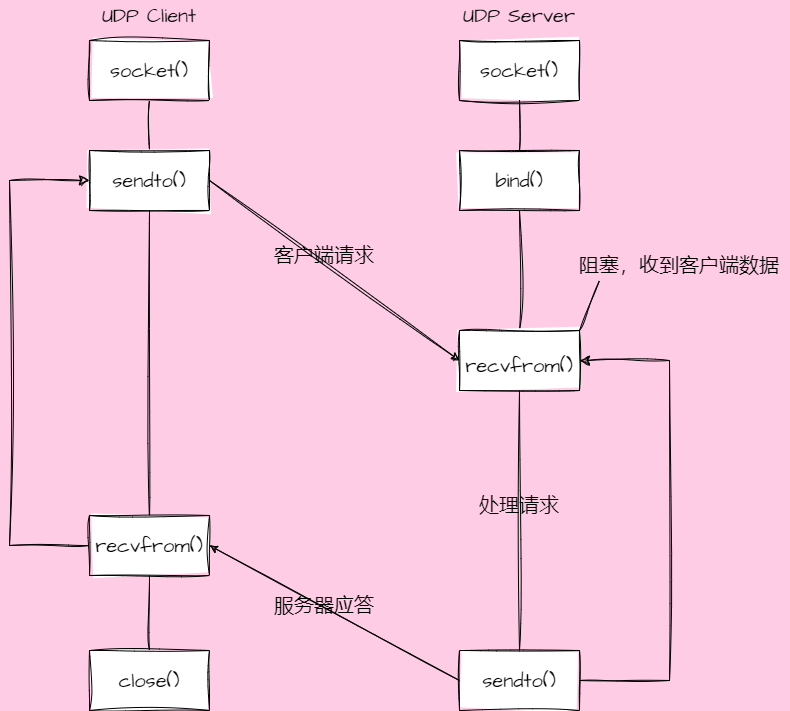 UDP Client
UDP Server
socket()
socket()
sendto()
bind()
客户端请求
阻塞，收到客户端数据
recvfrom()
处理请求
recvfrom()
服务器应答
close()
sendto()